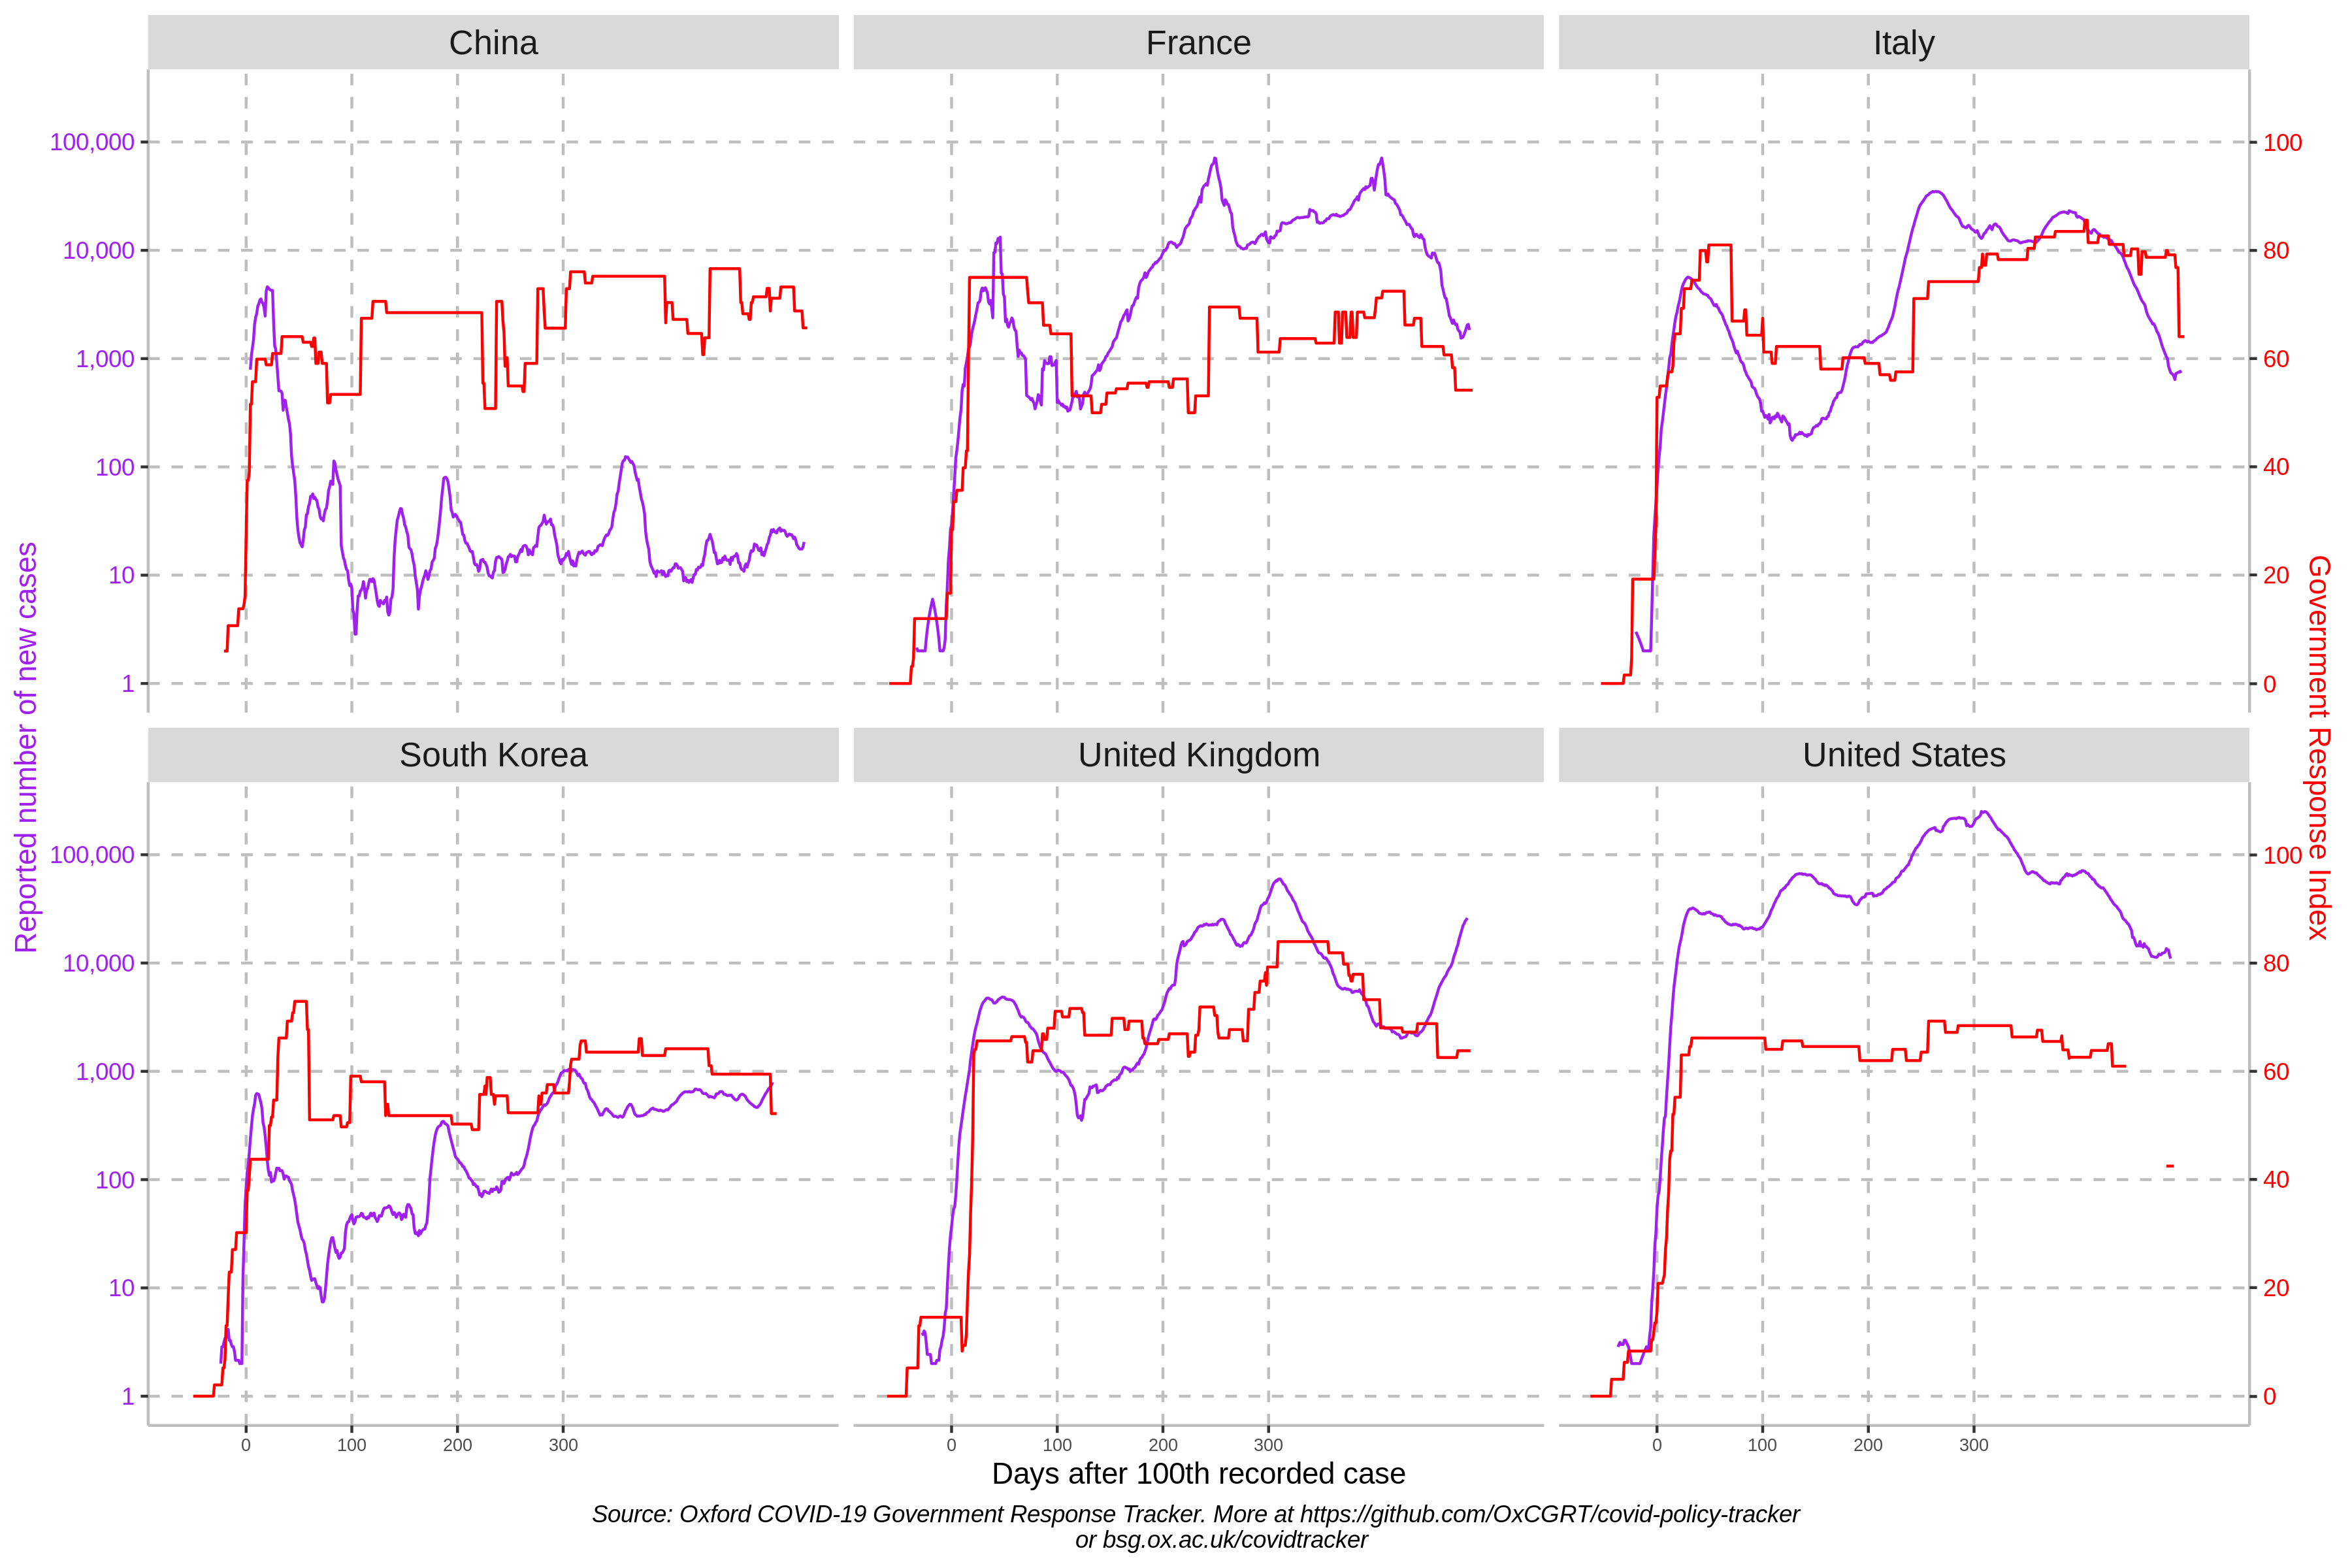 China
France
Italy
100,000
10,000
1,000
100
10
1
100
80
60
40
20
0
Reported number of new cases
Government Response Index
South Korea
United Kingdom
United States
100,000
10,000
1,000
100
10
1
100
80
60
40
20
0
0 100 200 300
0 100 200 300
0 100 200 300
Days after 100th recorded case
Source: Oxford COVID-19 Government Response Tracker. More at https://github.com/OxCGRT/covid-policy-tracker
or bsg.ox.ac.uk/covidtracker